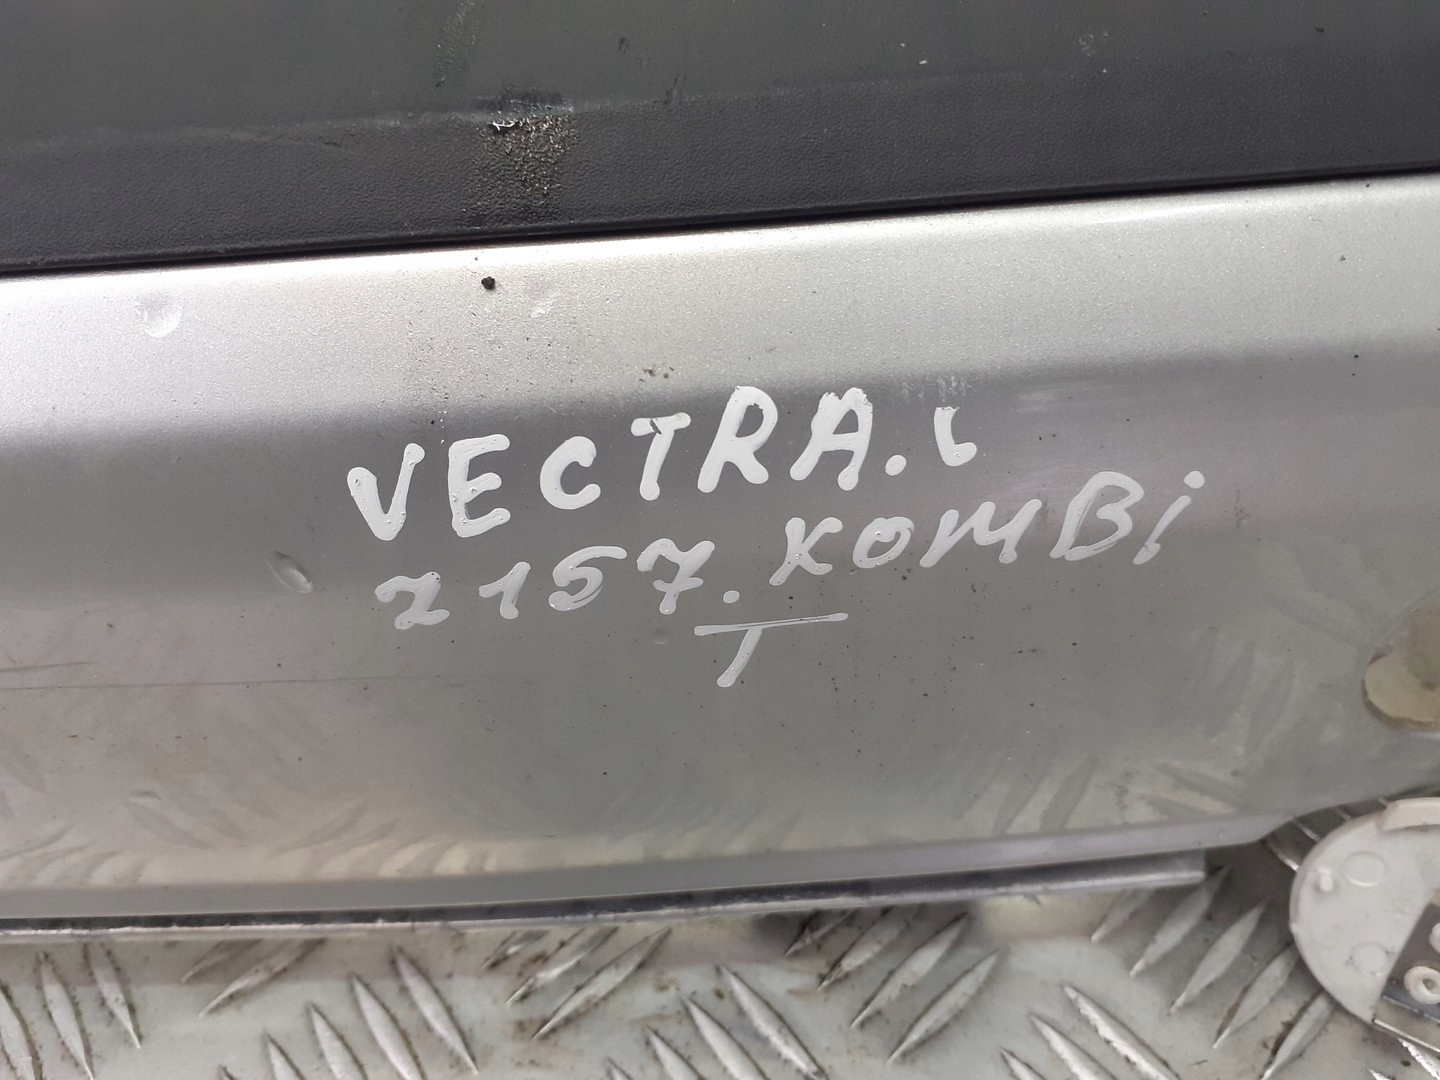 VECTRA.
2157. KOMBi
T